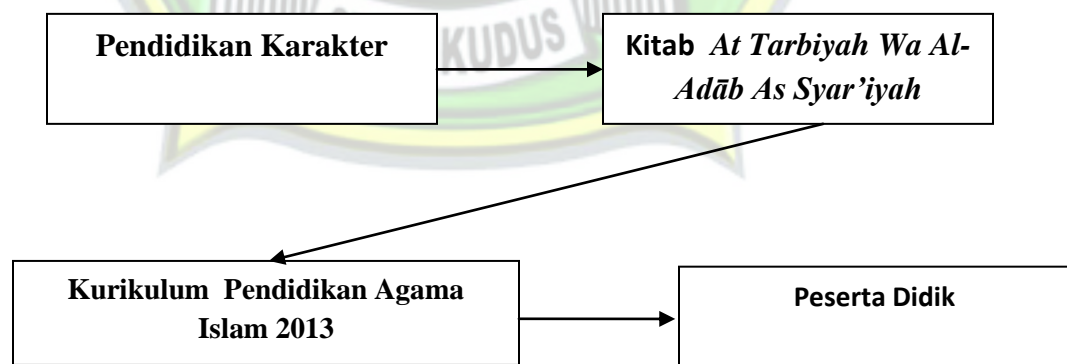 KUDUS
Pendidikan Karakter
Kitab At Tarbiyah Wa Al-
Adāb As Syar’iyah
Kurikulum Pendidikan Agama
Islam 2013
Peserta Didik